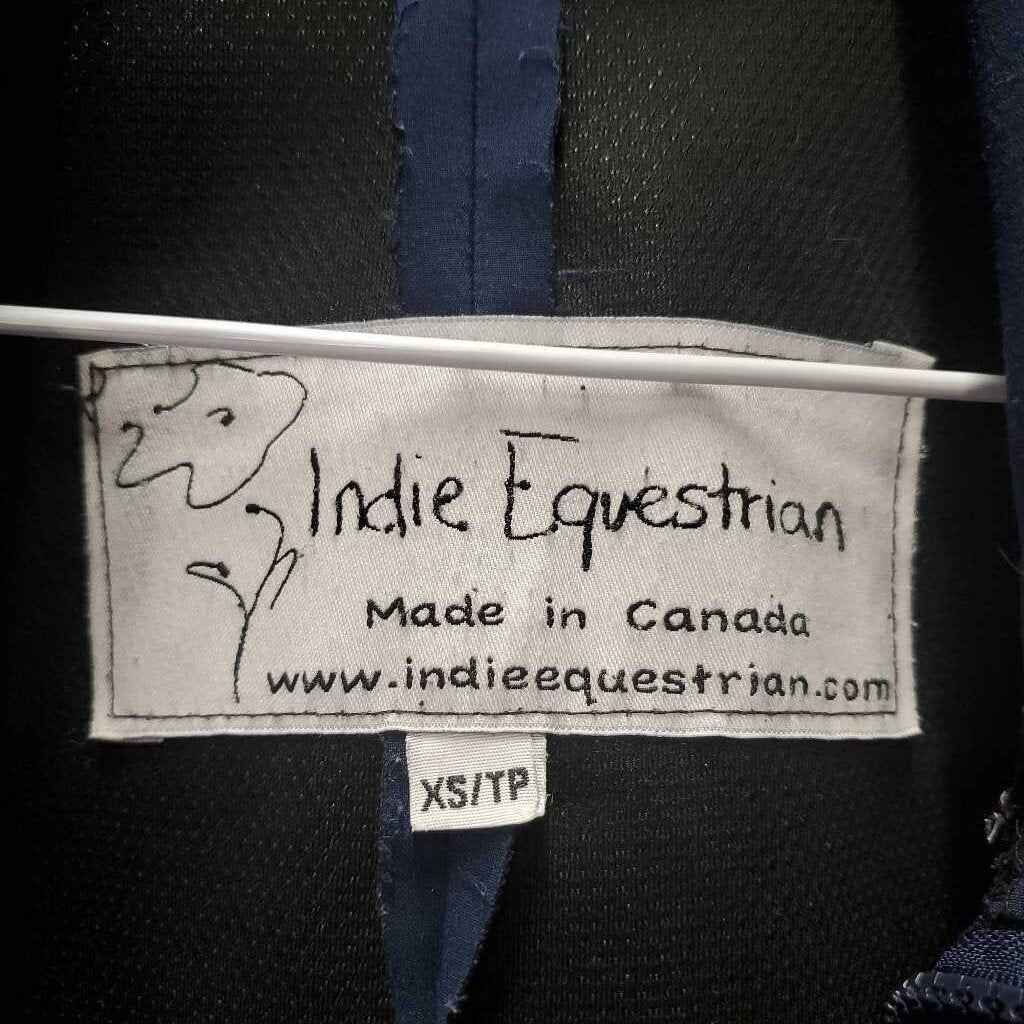 Indie Equestrian
Made in Canada
www.indieequestrian.com
XS/TP